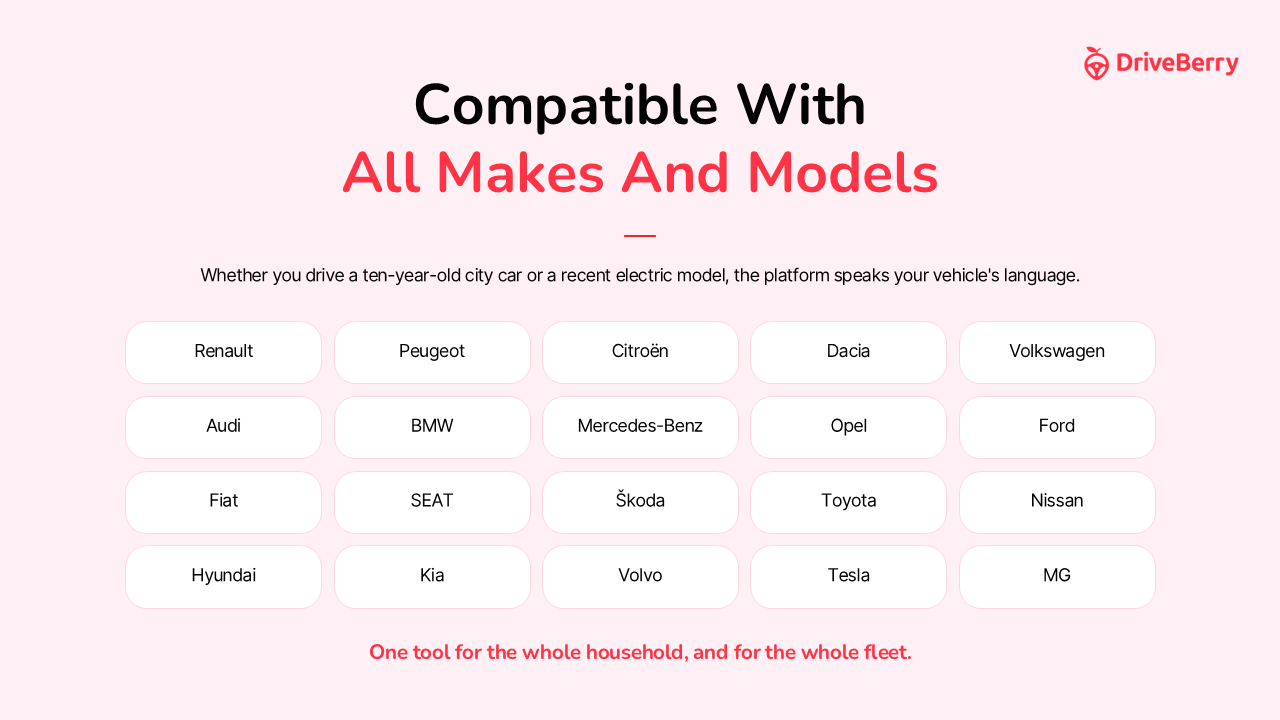 DriveBerry
Compatible With
All Makes And Models
Whether you drive a ten-year-old city car or a recent electric model, the platform speaks your vehicle's language.
Renault
Peugeot
Citroën
Dacia
Volkswagen
Audi
BMW
Mercedes-Benz
Opel
Ford
Fiat
SEAT
Škoda
Toyota
Nissan
Hyundai
Kia
Volvo
Tesla
MG
One tool for the whole household, and for the whole fleet.